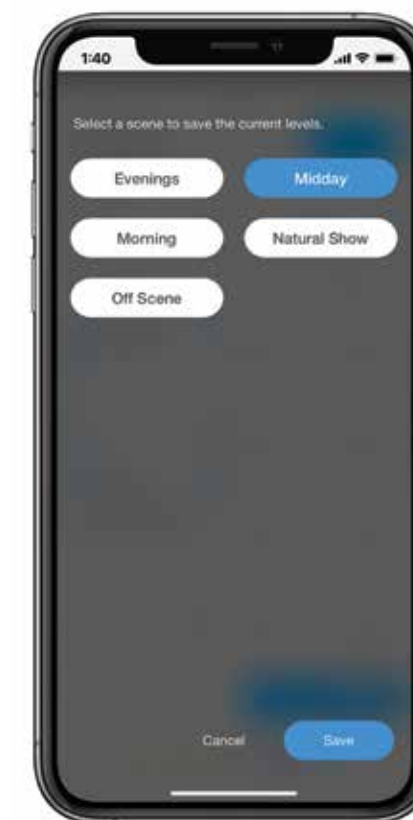 1:40
Select a scene to save the current levels.
Evenings Midday
Morning Natural Show
Off Scene
Cancel Save